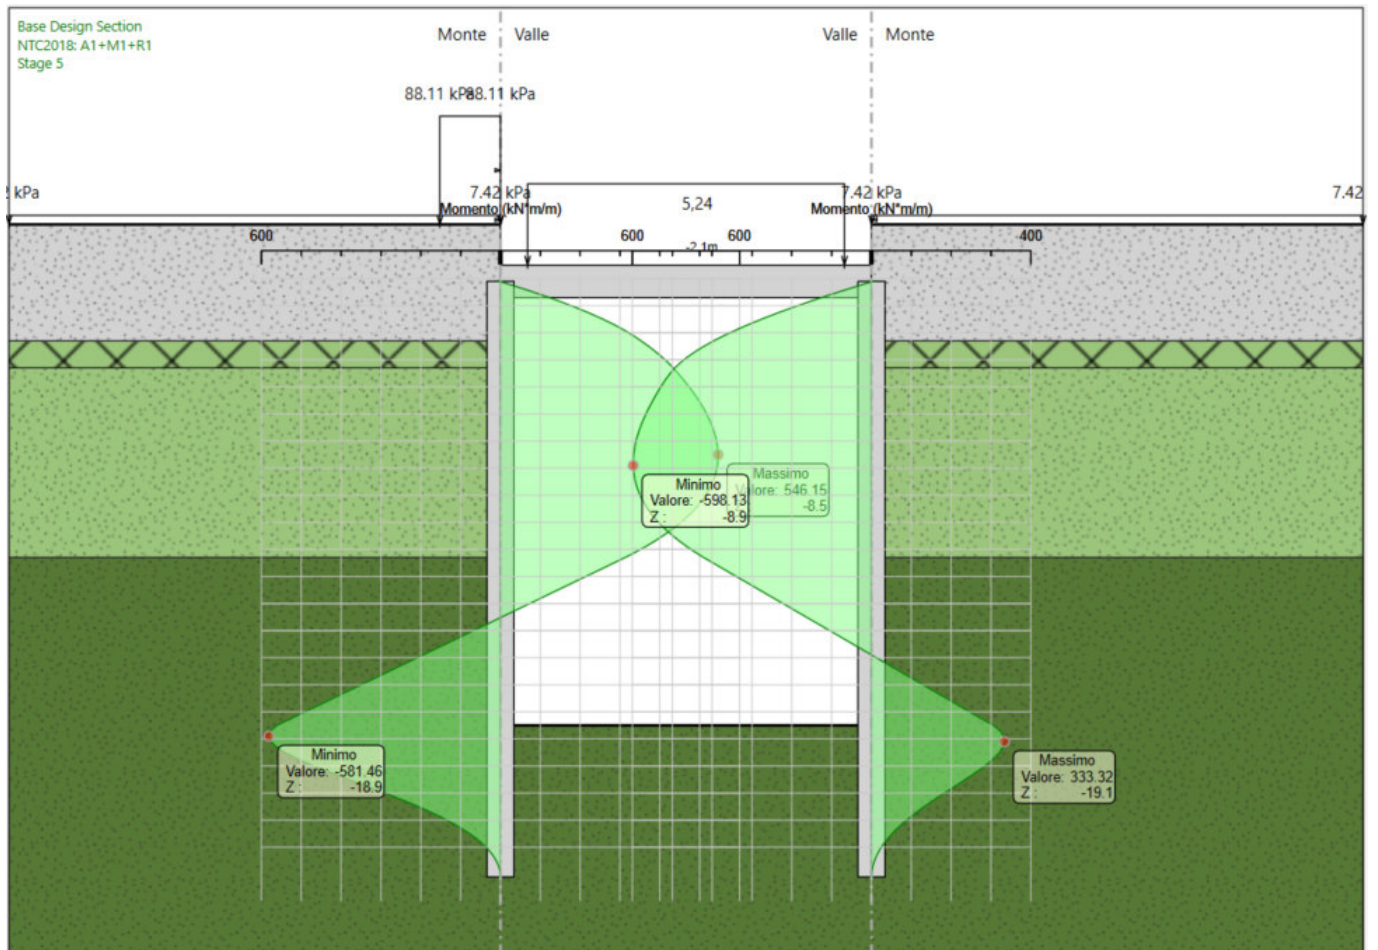 Base Design Section
NTC2018: A1+M1+R1
Stage 5
Monte Valle Valle Monte
88.11 kPa 88.11 kPa
kPa 7.42 kPa 5,24 7.42 kPa 7.42
Momento (kN*m/m) Momento (kN*m/m)
600 600 600 400
-2.1m
Massimo
Valore: 546.15
-8.5
Minimo
Valore: -598.13
Z : -8.9
Minimo
Valore: -581.46
Z : -18.9
Massimo
Valore: 333.32
Z : -19.1